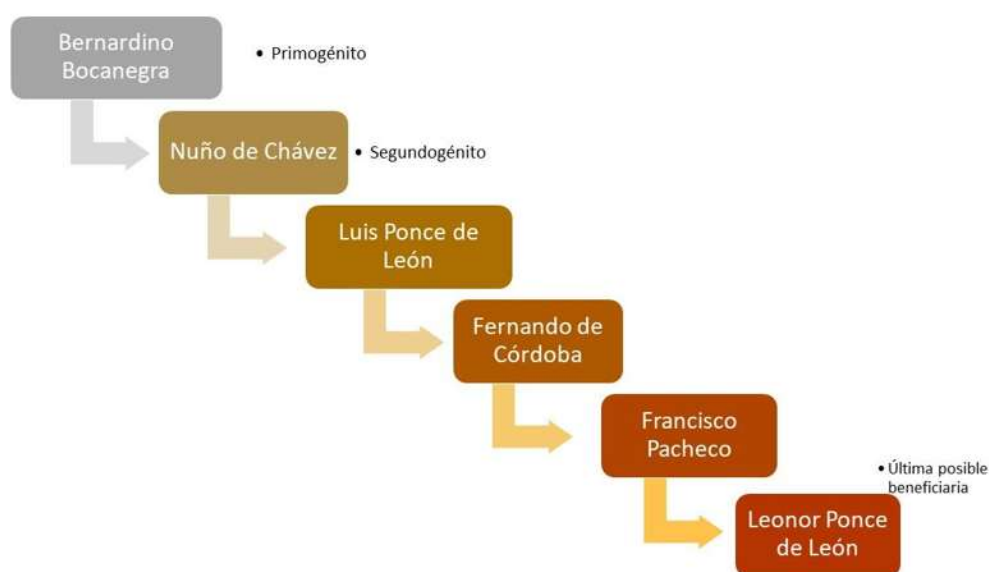 Bernardino
Bocanegra
• Primogénito
Nuño de Chávez
• Segundogénito
Luis Ponce de
León
Fernando de
Córdoba
Francisco
Pacheco
• Última posible
beneficiaria
Leonor Ponce
de León